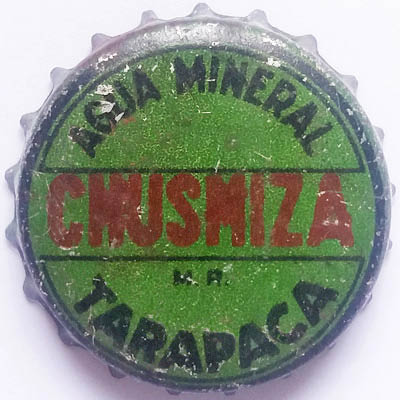 AGUA MINERAL
CHUSMIZA
M.R.
TARAPACA